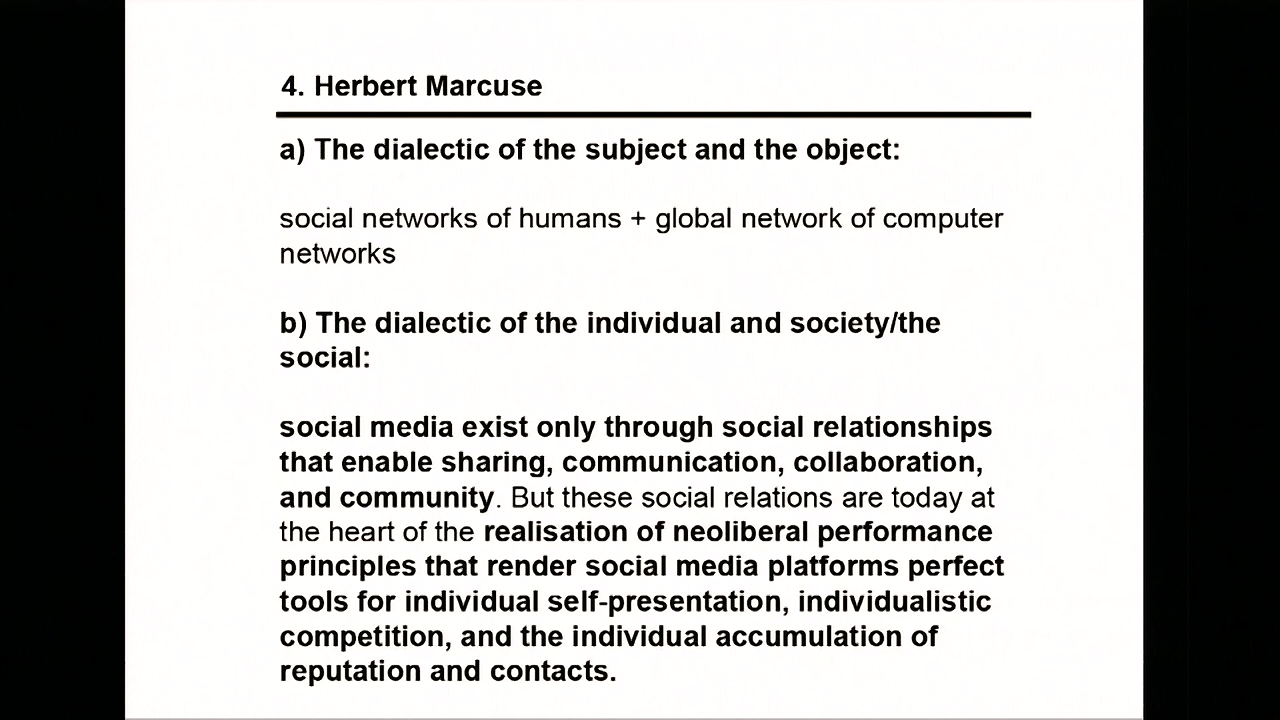 4. Herbert Marcuse
a) The dialectic of the subject and the object:
social networks of humans + global network of computer
networks
b) The dialectic of the individual and society/the
social:
social media exist only through social relationships
that enable sharing, communication, collaboration,
and community. But these social relations are today at
the heart of the realisation of neoliberal performance
principles that render social media platforms perfect
tools for individual self-presentation, individualistic
competition, and the individual accumulation of
reputation and contacts.